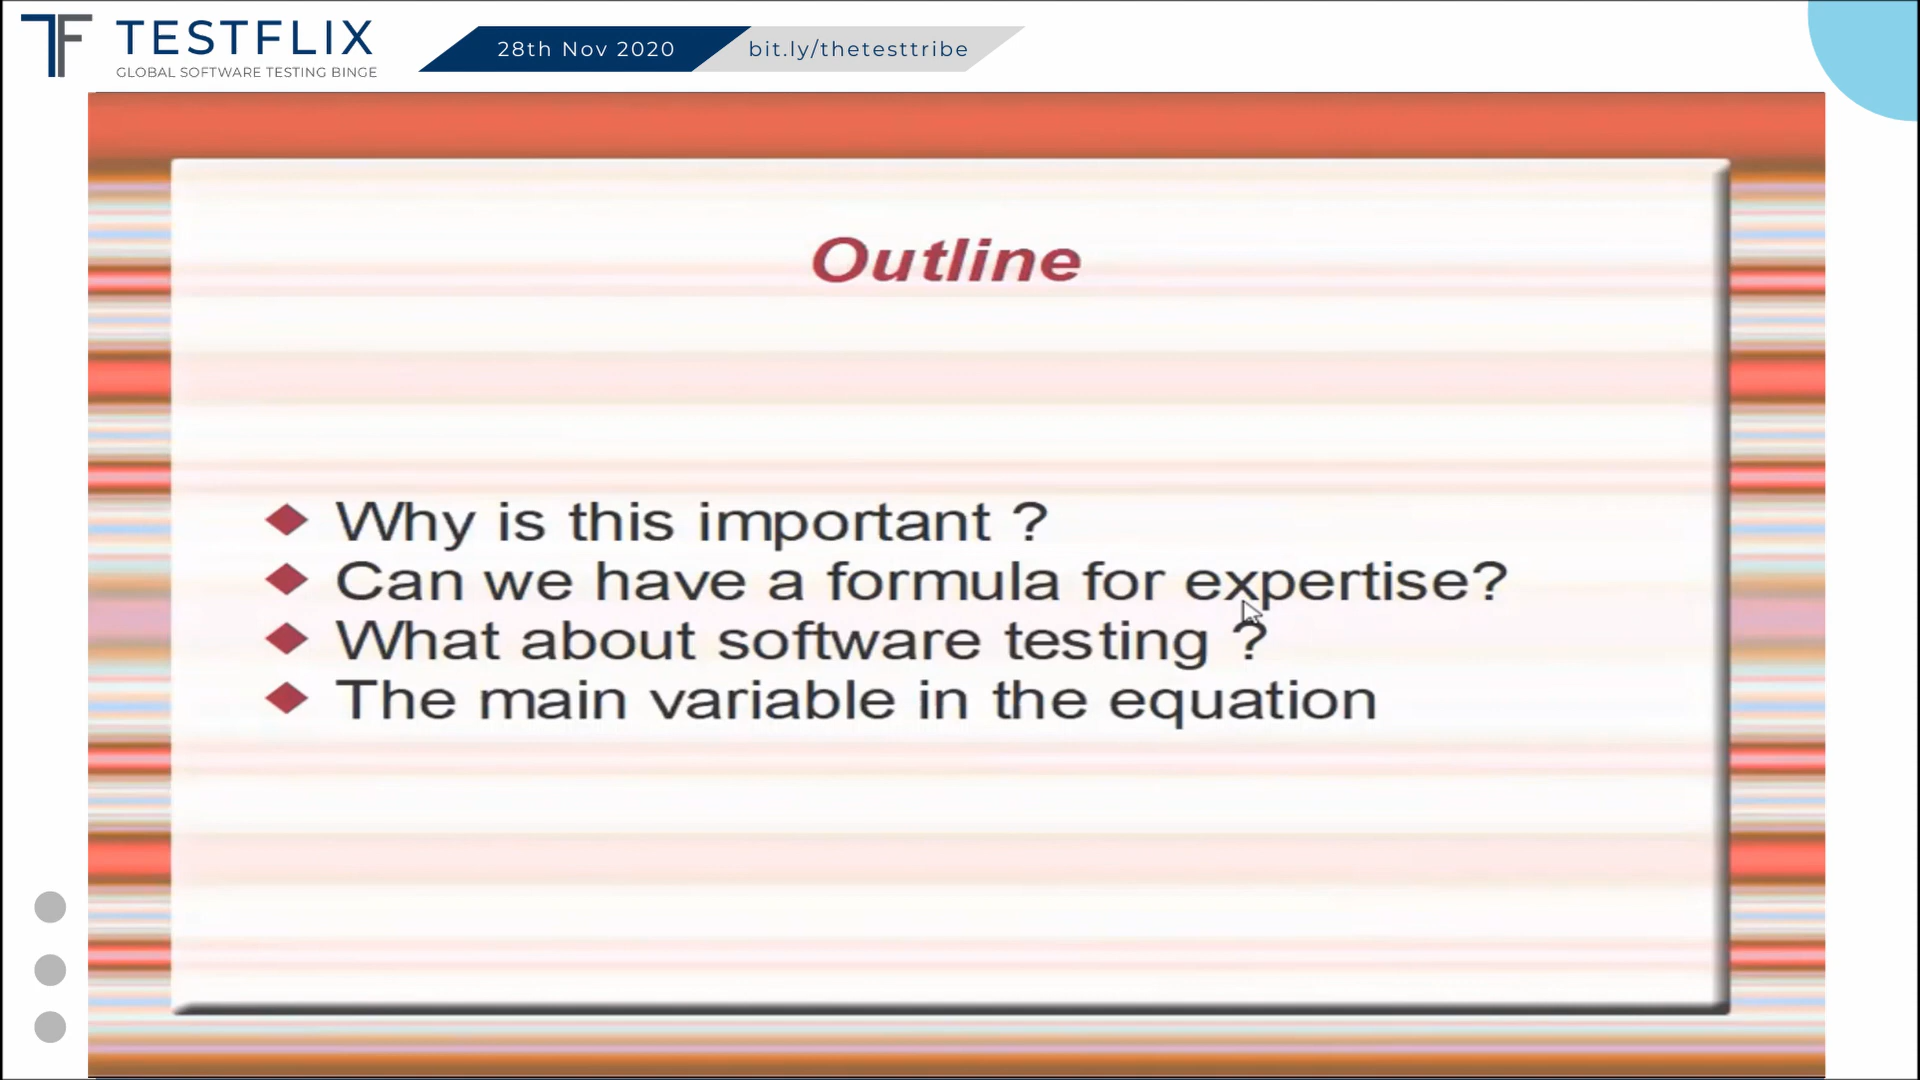 TF TESTFLIX
GLOBAL SOFTWARE TESTING BINGE
28th Nov 2020
bit.ly/thetesttribe
Outline
Why is this important ?
Can we have a formula for expertise?
What about software testing ?
The main variable in the equation